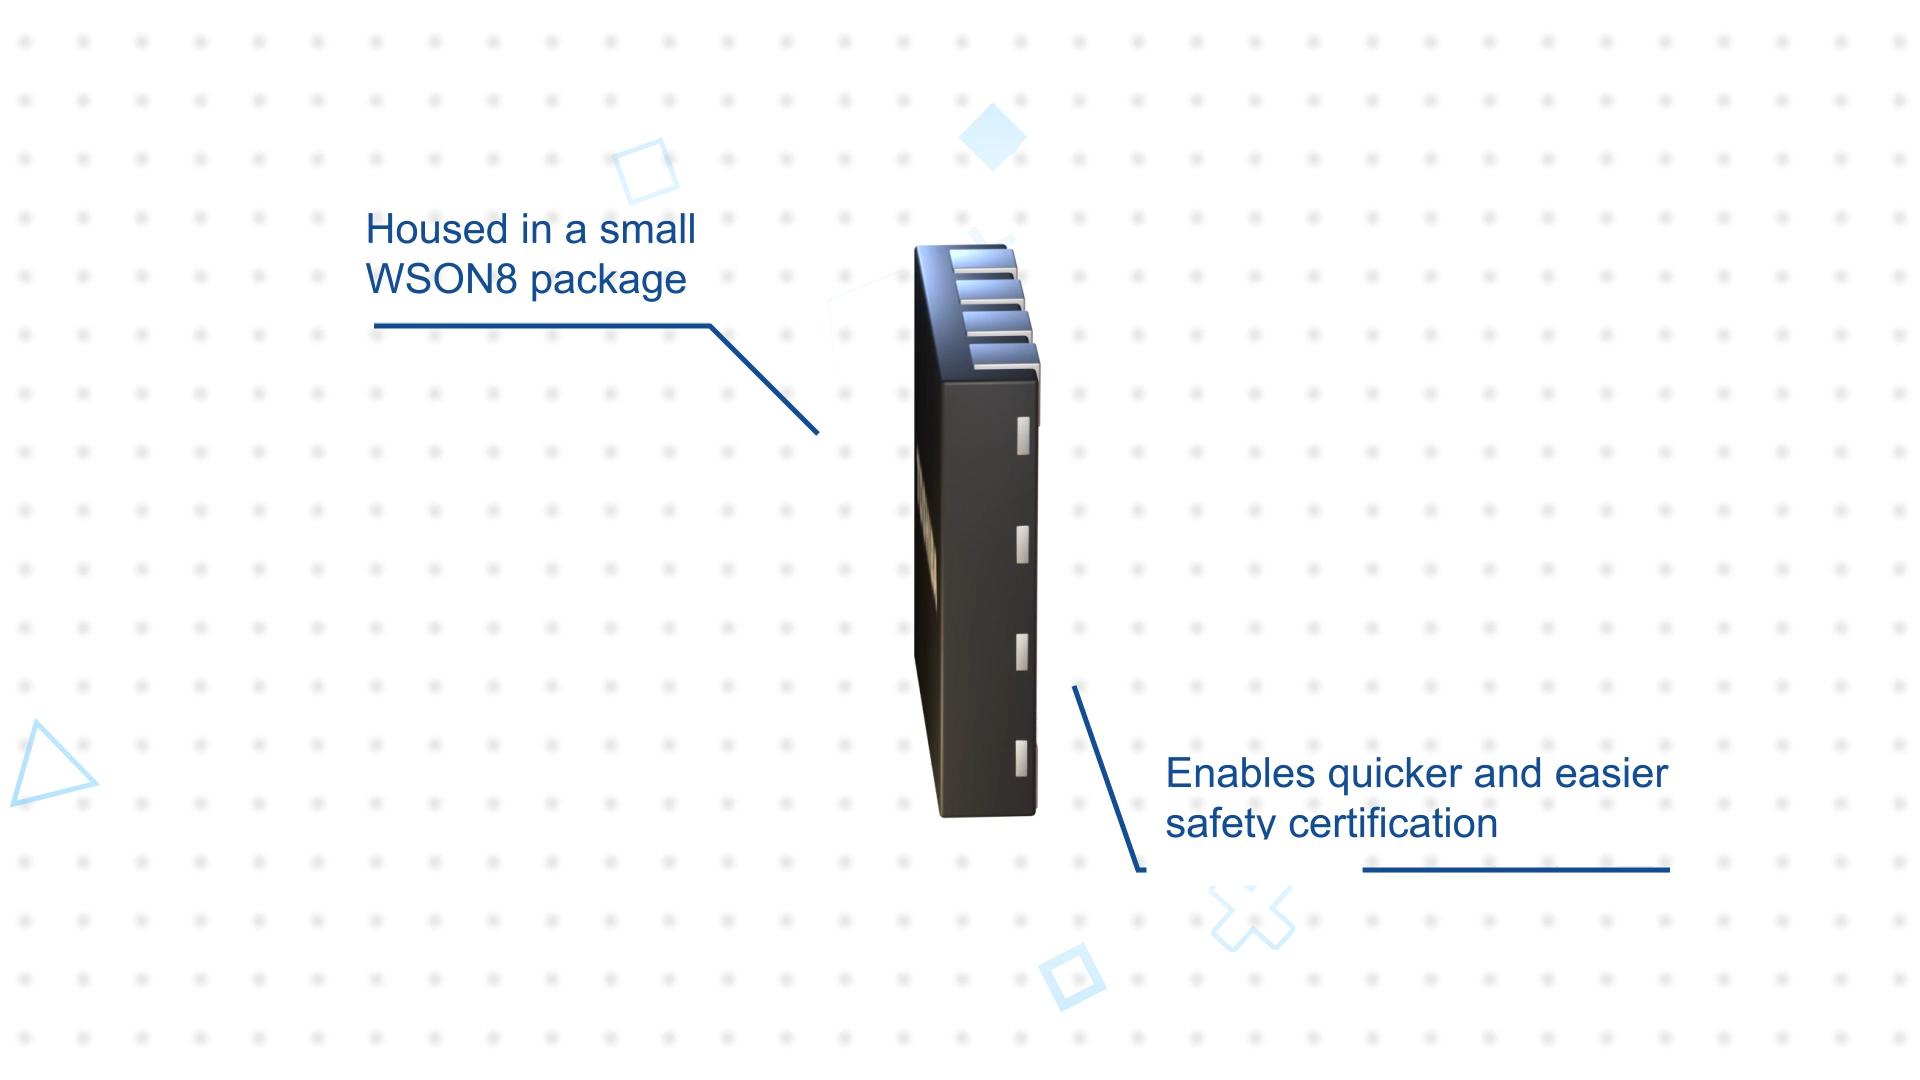 Housed in a small
WSON8 package
Enables quicker and easier
safety certification